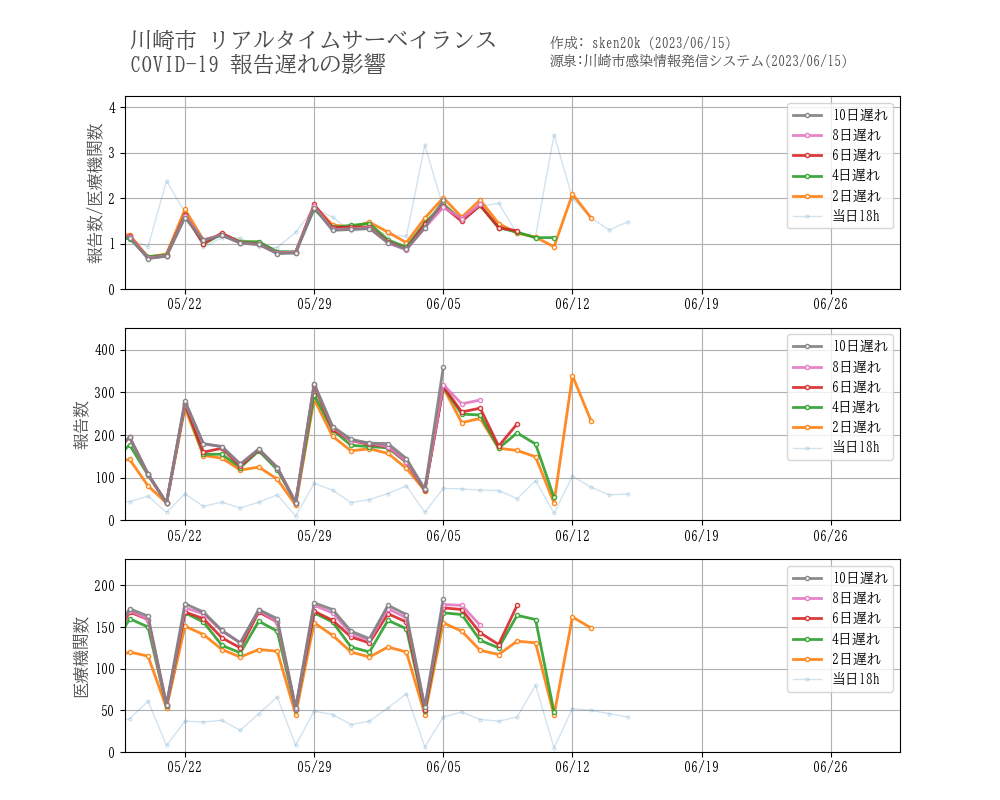 川崎市 リアルタイムサーベイランス
COVID-19 報告遅れの影響
作成: sken20k (2023/06/15)
源泉:川崎市感染情報発信システム(2023/06/15)
報告数/医療機関数
4
3
2
1
0
05/22 05/29 06/05 06/12 06/19 06/26
10日遅れ
8日遅れ
6日遅れ
4日遅れ
2日遅れ
当日18h
報告数
400
300
200
100
0
05/22 05/29 06/05 06/12 06/19 06/26
10日遅れ
8日遅れ
6日遅れ
4日遅れ
2日遅れ
当日18h
医療機関数
200
150
100
50
0
05/22 05/29 06/05 06/12 06/19 06/26
10日遅れ
8日遅れ
6日遅れ
4日遅れ
2日遅れ
当日18h